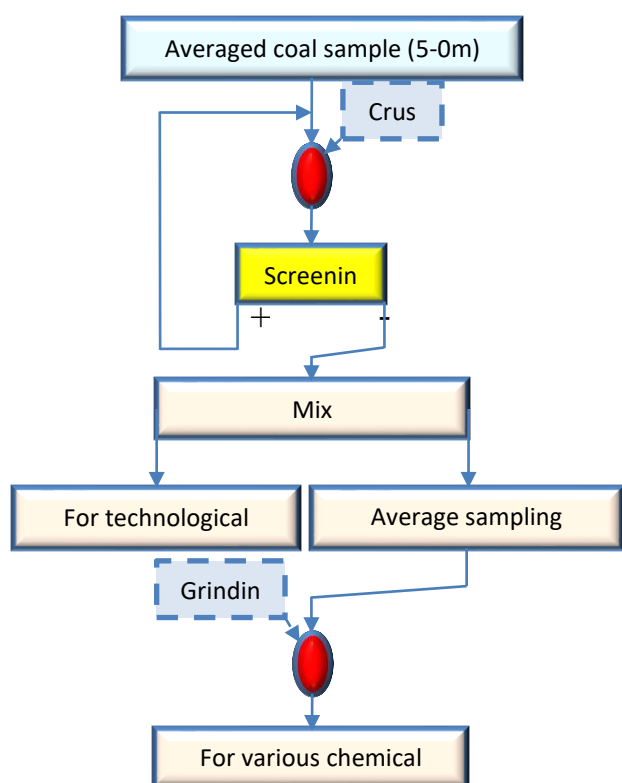 Averaged coal sample (5-0m)
Crus
Screenin
+
-
Mix
For technological
Average sampling
Grindin
For various chemical